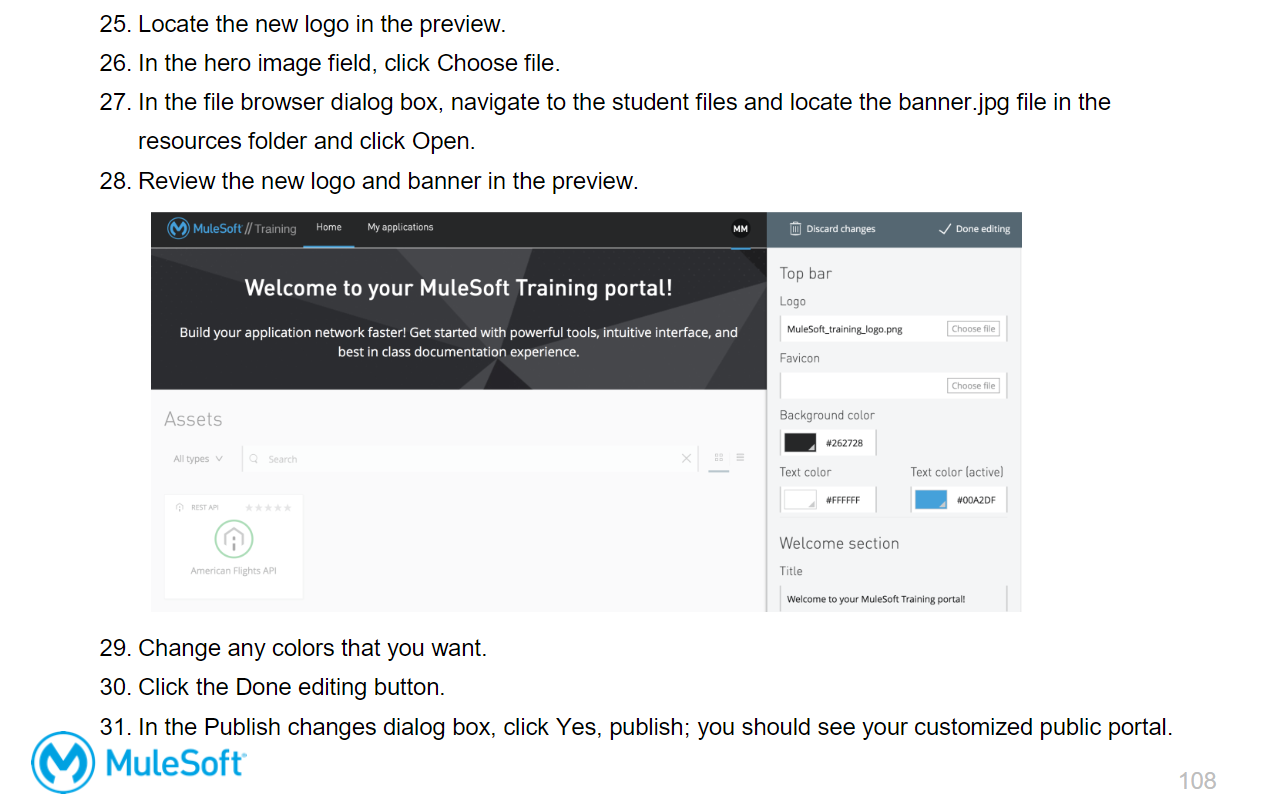 25. Locate the new logo in the preview.
26. In the hero image field, click Choose file.
27. In the file browser dialog box, navigate to the student files and locate the banner.jpg file in the
resources folder and click Open.
28. Review the new logo and banner in the preview.
MuleSoft // Training Home My applications MM
Discard changes Done editing
Welcome to your MuleSoft Training portal!
Build your application network faster! Get started with powerful tools, intuitive interface, and
best in class documentation experience.
Assets
All types Search
REST API
American Flights API
Top bar
Logo
MuleSoft_training_logo.png Choose file
Favicon
Choose file
Background color
#262728
Text color Text color (active)
#FFFFFF #00A2DF
Welcome section
Title
Welcome to your MuleSoft Training portal!
29. Change any colors that you want.
30. Click the Done editing button.
31. In the Publish changes dialog box, click Yes, publish; you should see your customized public portal.
MuleSoft
108